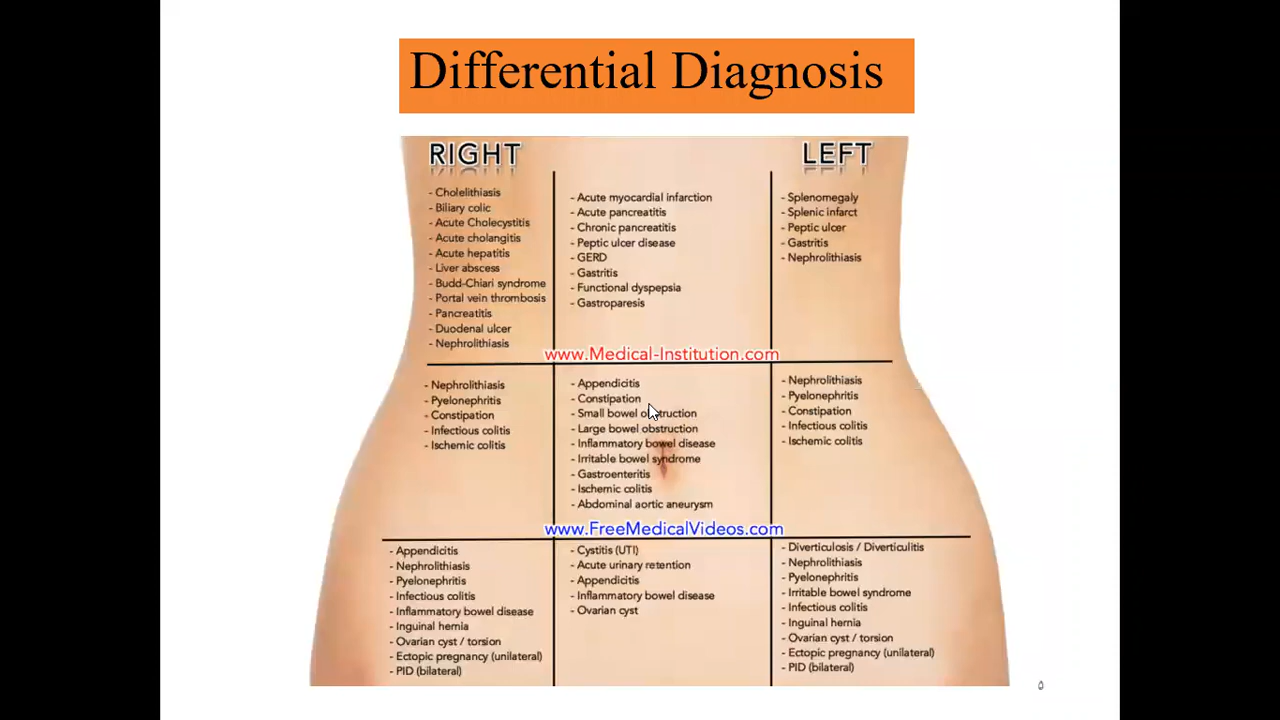 Differential Diagnosis
RIGHT
LEFT
- Cholelithiasis
- Biliary colic
- Acute Cholecystitis
- Acute cholangitis
- Acute hepatitis
- Liver abscess
- Budd-Chiari syndrome
- Portal vein thrombosis
- Pancreatitis
- Duodenal ulcer
- Nephrolithiasis
- Acute myocardial infarction
- Acute pancreatitis
- Chronic pancreatitis
- Peptic ulcer disease
- GERD
- Gastritis
- Functional dyspepsia
- Gastroparesis
- Splenomegaly
- Splenic infarct
- Peptic ulcer
- Gastritis
- Nephrolithiasis
www.Medical-Institution.com
- Nephrolithiasis
- Pyelonephritis
- Constipation
- Infectious colitis
- Ischemic colitis
- Appendicitis
- Constipation
- Small bowel obstruction
- Large bowel obstruction
- Inflammatory bowel disease
- Irritable bowel syndrome
- Gastroenteritis
- Ischemic colitis
- Abdominal aortic aneurysm
- Nephrolithiasis
- Pyelonephritis
- Constipation
- Infectious colitis
- Ischemic colitis
www.FreeMedicalVideos.com
- Appendicitis
- Nephrolithiasis
- Pyelonephritis
- Infectious colitis
- Inflammatory bowel disease
- Inguinal hernia
- Ovarian cyst / torsion
- Ectopic pregnancy (unilateral)
- PID (bilateral)
- Cystitis (UTI)
- Acute urinary retention
- Appendicitis
- Inflammatory bowel disease
- Ovarian cyst
- Diverticulosis / Diverticulitis
- Nephrolithiasis
- Pyelonephritis
- Irritable bowel syndrome
- Infectious colitis
- Inguinal hernia
- Ovarian cyst / torsion
- Ectopic pregnancy (unilateral)
- PID (bilateral)
۵